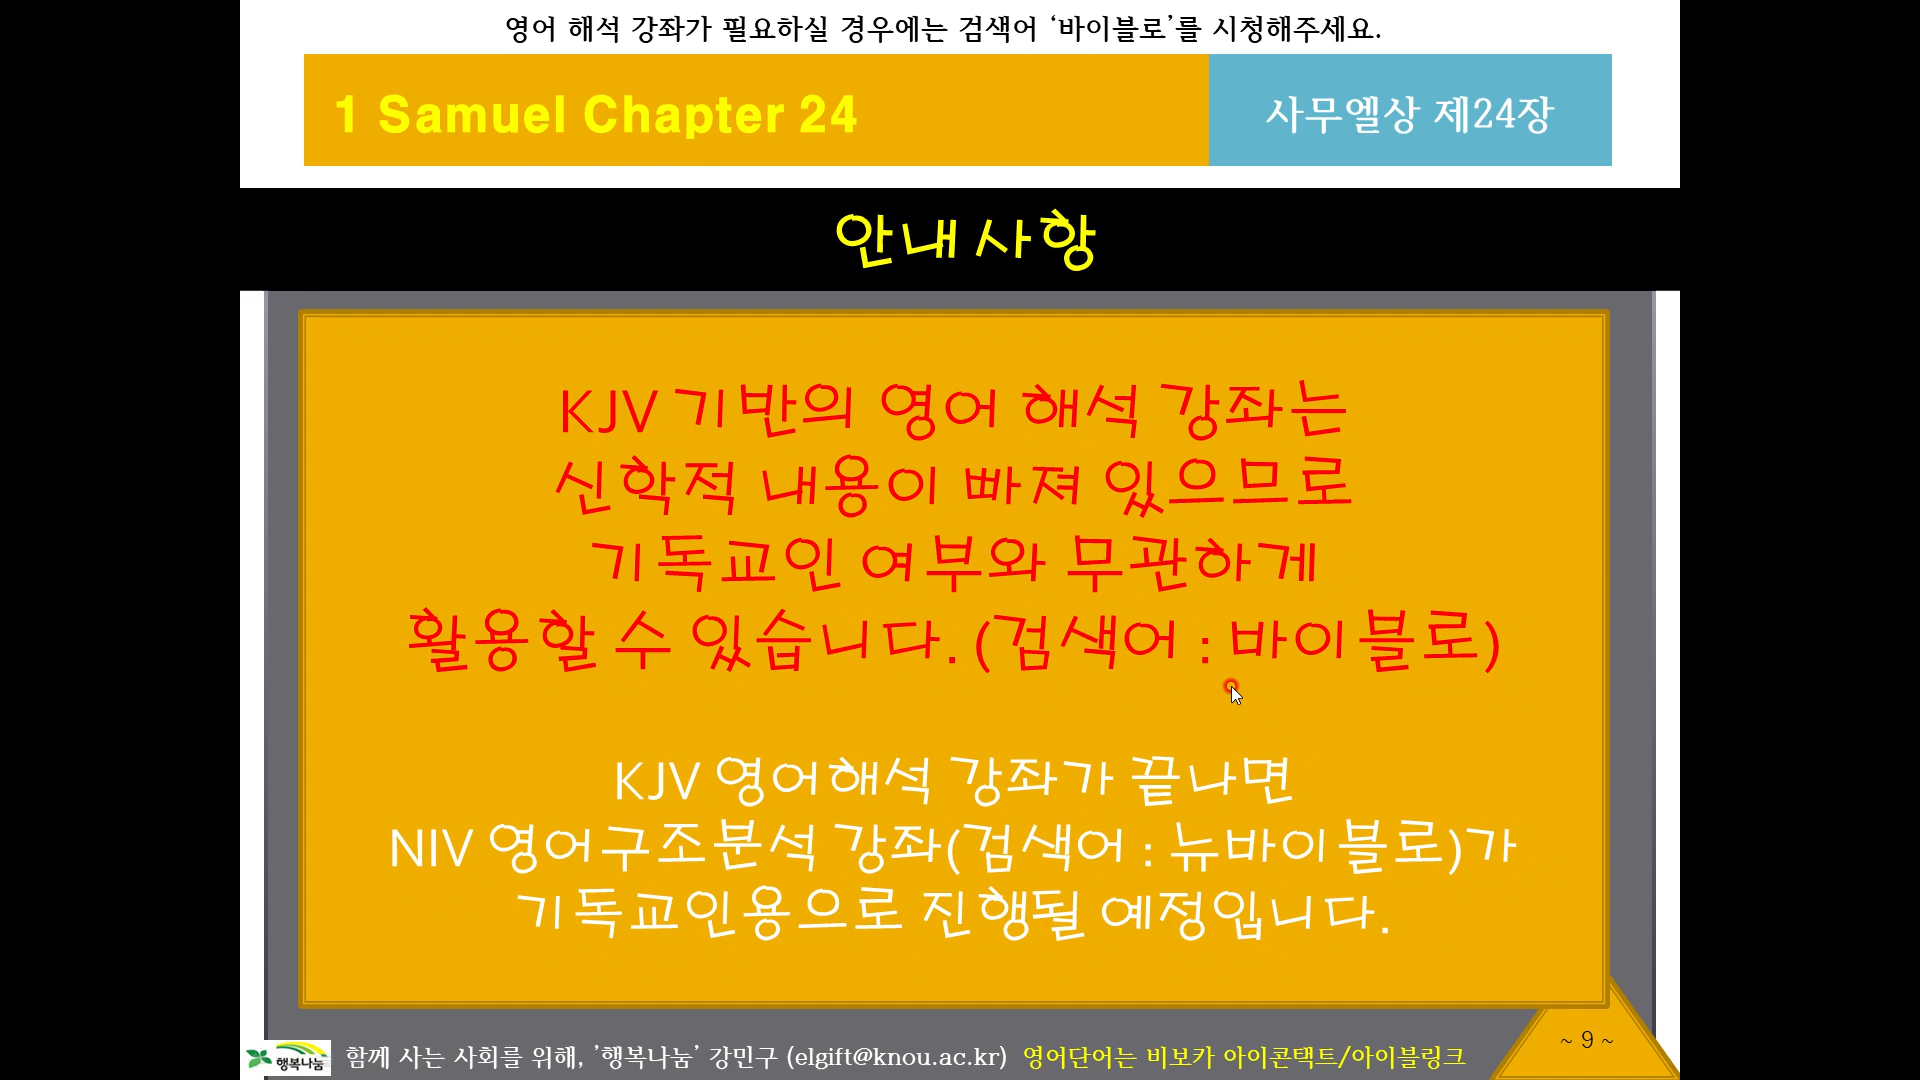 영어 해석 강좌가 필요하실 경우에는 검색어 ‘바이블로’를 시청해주세요.
1 Samuel Chapter 24
사무엘상 제24장
안내사항
KJV 기반의 영어 해석 강좌는
신학적 내용이 빠져 있으므로
기독교인 여부와 무관하게
활용할 수 있습니다. (검색어 : 바이블로)
KJV 영어해석 강좌가 끝나면
NIV 영어구조분석 강좌(검색어 : 뉴바이블로)가
기독교인용으로 진행될 예정입니다.
~ 9 ~
행복나눔
함께 사는 사회를 위해, ’행복나눔’ 강민구 (elgift@knou.ac.kr) 영어단어는 비보카 아이콘택트/아이블링크